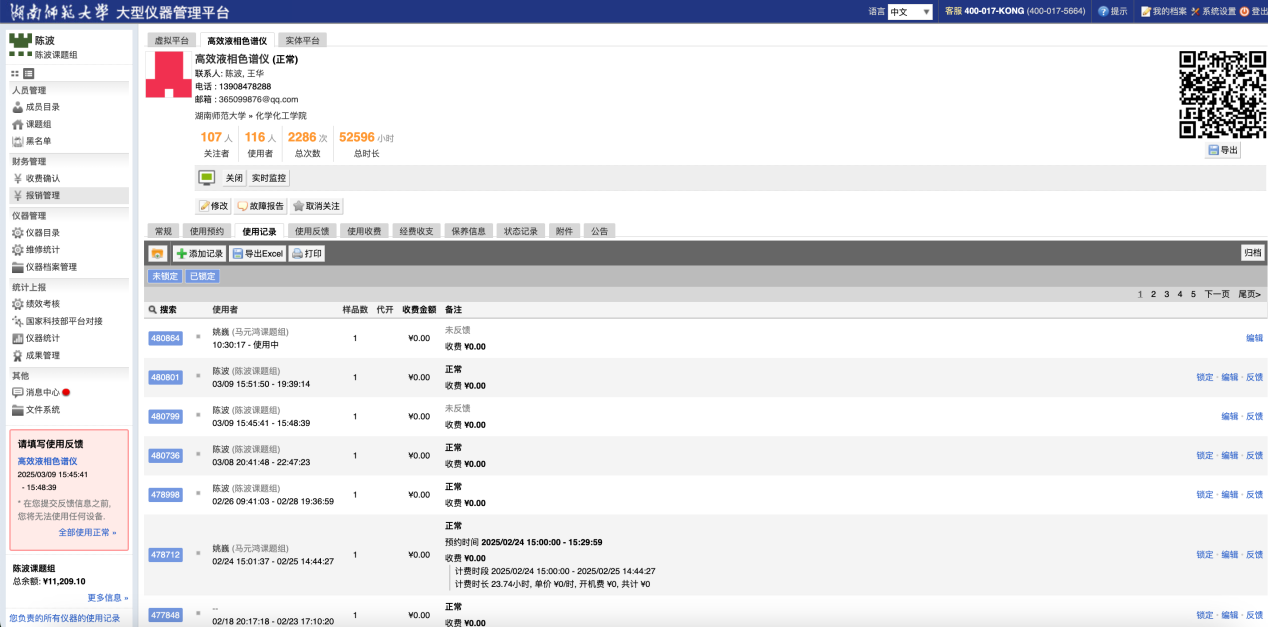 湖南师范大学 大型仪器管理平台
语言 中文 客服 400-017-KONG (400-017-5664) 提示 我的档案 系统设置 登出
陈波
陈波课题组
人员管理
成员目录
课题组
黑名单
财务管理
收费确认
报销管理
仪器管理
仪器目录
维修统计
仪器档案管理
统计上报
绩效考核
国家科技部平台对接
仪器统计
成果管理
其他
消息中心
文件系统
请填写使用反馈
高效液相色谱仪
2025/03/09 15:45:41
- 15:48:39
* 在您提交反馈信息之前,
您将无法使用任何设备.
全部使用正常 »
陈波课题组
总余额: ¥11,209.10
更多信息 »
您负责的所有仪器的使用记录
虚拟平台 高效液相色谱仪 实体平台
高效液相色谱仪 (正常)
联系人: 陈波, 王华
电话 : 13908478288
邮箱 : 365099876@qq.com
湖南师范大学 » 化学化工学院
107 人 116 人 2286 次 52596 小时
关注者 使用者 总次数 总时长
导出
关闭 实时监控
修改 故障报告 取消关注
常规 使用预约 使用记录 使用反馈 使用收费 经费收支 保养信息 状态记录 附件 公告
添加记录 导出Excel 打印 归档
未锁定 已锁定
1 2 3 4 5 下一页 尾页>
搜索 使用者 样品数 代开 收费金额 备注
480864 姚巍 (马元鸿课题组) 10:30:17 - 使用中 1 ¥0.00 未反馈 收费 ¥0.00 编辑
480801 陈波 (陈波课题组) 03/09 15:51:50 - 19:39:14 1 ¥0.00 正常 收费 ¥0.00 锁定 · 编辑 · 反馈
480799 陈波 (陈波课题组) 03/09 15:45:41 - 15:48:39 1 ¥0.00 未反馈 收费 ¥0.00 编辑 · 反馈
480736 陈波 (陈波课题组) 03/08 20:41:48 - 22:47:23 1 ¥0.00 正常 收费 ¥0.00 锁定 · 编辑 · 反馈
478998 陈波 (陈波课题组) 02/26 09:41:03 - 02/28 19:36:59 1 ¥0.00 正常 收费 ¥0.00 锁定 · 编辑 · 反馈
478712 姚巍 (马元鸿课题组) 02/24 15:01:37 - 02/25 14:44:27 1 ¥0.00 正常
预约时间 2025/02/24 15:00:00 - 15:29:59
收费 ¥0.00
计费时段 2025/02/24 15:00:00 - 2025/02/25 14:44:27
计费时长 23.74小时, 单价 ¥0/时, 开机费 ¥0, 共计 ¥0
锁定 · 编辑 · 反馈
477848 -- 02/18 20:17:18 - 02/23 17:10:20 1 ¥0.00 正常 收费 ¥0.00 锁定 · 编辑 · 反馈